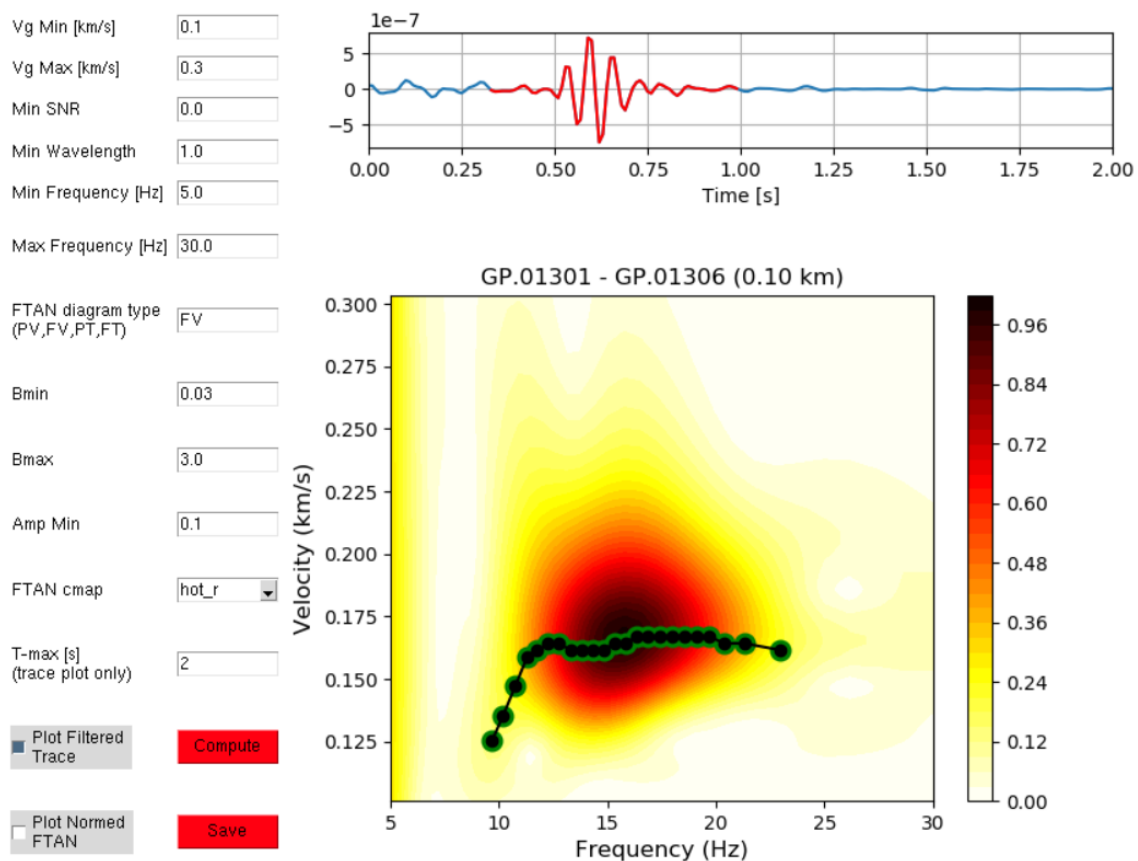 Vg Min [km/s] 0.1
Vg Max [km/s] 0.3
Min SNR 0.0
Min Wavelength 1.0
Min Frequency [Hz] 5.0
Max Frequency [Hz] 30.0
FTAN diagram type
(PV,FV,PT,FT) FV
Bmin 0.03
Bmax 3.0
Amp Min 0.1
FTAN cmap hot_r
T-max [s]
(trace plot only) 2
Plot Filtered
Trace
Compute
Plot Normed
FTAN
Save
1e−7
5
0
−5
0.00 0.25 0.50 0.75 1.00 1.25 1.50 1.75 2.00
Time [s]
GP.01301 - GP.01306 (0.10 km)
0.300
0.275
0.250
0.225
0.200
0.175
0.150
0.125
Velocity (km/s)
5 10 15 20 25 30
Frequency (Hz)
0.96
0.84
0.72
0.60
0.48
0.36
0.24
0.12
0.00